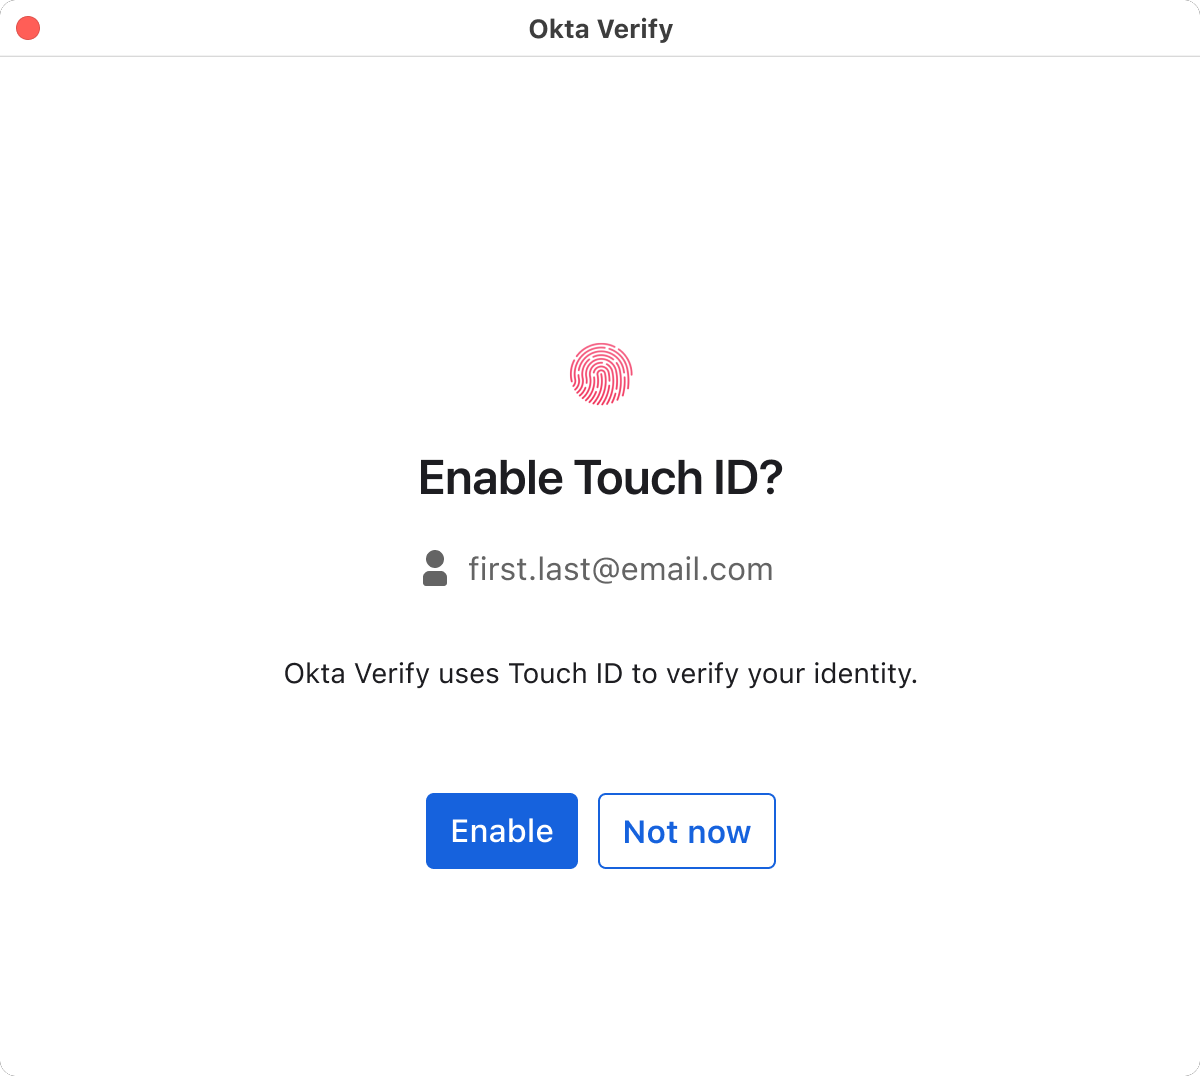 Okta Verify
Enable Touch ID?
first.last@email.com
Okta Verify uses Touch ID to verify your identity.
Enable
Not now